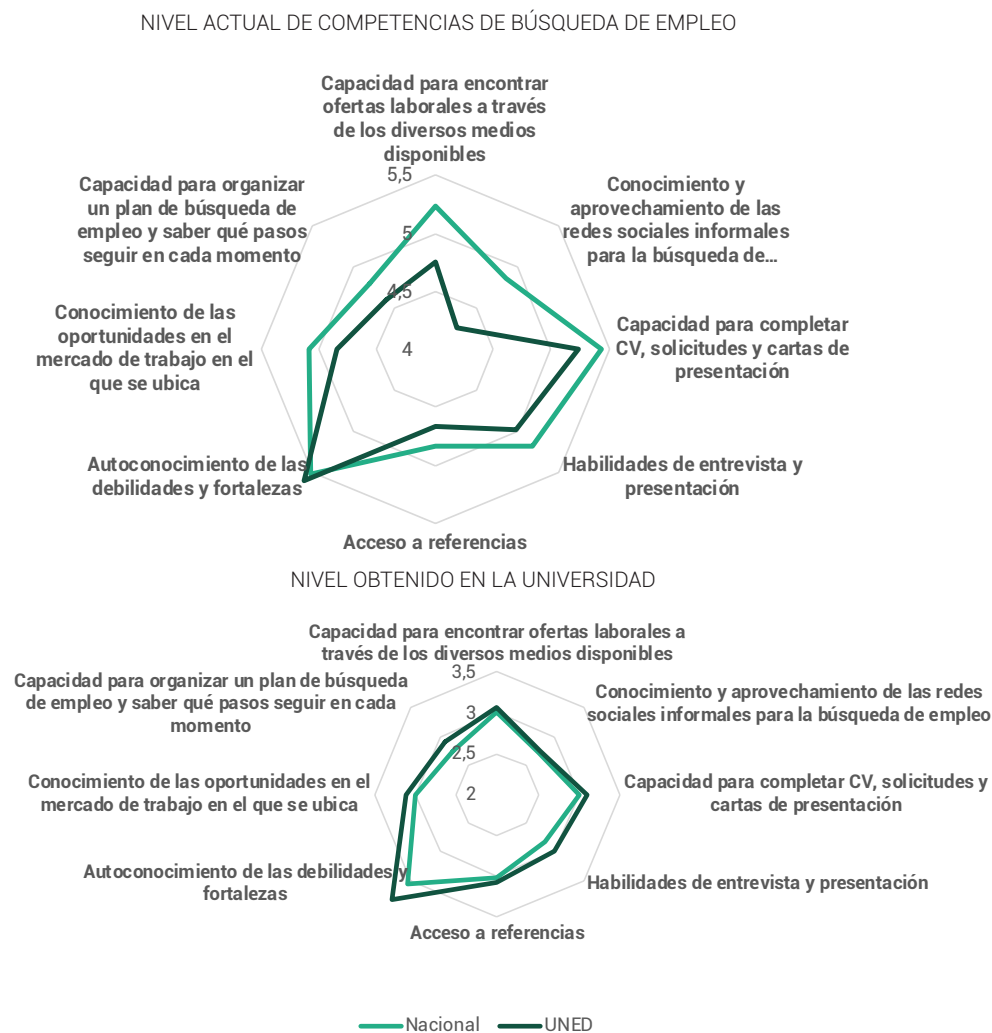 NIVEL ACTUAL DE COMPETENCIAS DE BÚSQUEDA DE EMPLEO
Capacidad para encontrar
ofertas laborales a través
de los diversos medios
disponibles
5,5
5
4,5
4
Conocimiento y
aprovechamiento de las
redes sociales informales
para la búsqueda de…
Capacidad para completar
CV, solicitudes y cartas de
presentación
Habilidades de entrevista y
presentación
Acceso a referencias
Autoconocimiento de las
debilidades y fortalezas
Conocimiento de las
oportunidades en el
mercado de trabajo en el
que se ubica
Capacidad para organizar
un plan de búsqueda de
empleo y saber qué pasos
seguir en cada momento
NIVEL OBTENIDO EN LA UNIVERSIDAD
Capacidad para encontrar ofertas laborales a
través de los diversos medios disponibles
3,5
3
2,5
2
Conocimiento y aprovechamiento de las redes
sociales informales para la búsqueda de empleo
Capacidad para completar CV, solicitudes y
cartas de presentación
Habilidades de entrevista y presentación
Acceso a referencias
Autoconocimiento de las debilidades y
fortalezas
Conocimiento de las oportunidades en el
mercado de trabajo en el que se ubica
Capacidad para organizar un plan de búsqueda
de empleo y saber qué pasos seguir en cada
momento
Nacional
UNED